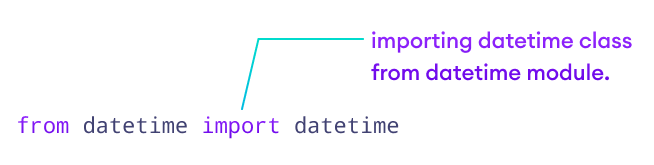 importing datetime class
from datetime module.
from datetime import datetime